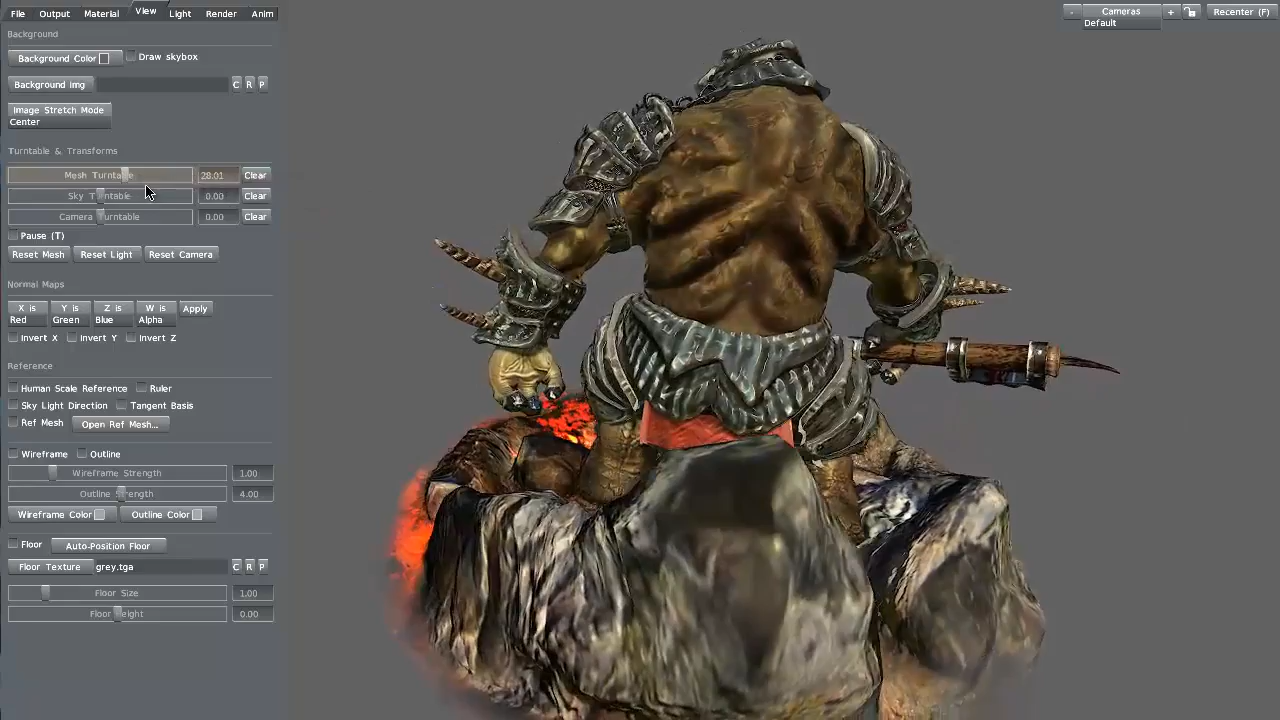 File Output Material View Light Render Anim
- Cameras + Recenter (F)
Default
Background
Background Color Draw skybox
Background Img C R P
Image Stretch Mode
Center
Turntable & Transforms
Mesh Turntable 28.01 Clear
Sky Turntable 0.00 Clear
Camera Turntable 0.00 Clear
Pause (T)
Reset Mesh Reset Light Reset Camera
Normal Maps
X is Y is Z is W is Apply
Red Green Blue Alpha
Invert X Invert Y Invert Z
Reference
Human Scale Reference Ruler
Sky Light Direction Tangent Basis
Ref Mesh Open Ref Mesh...
Wireframe Outline
Wireframe Strength 1.00
Outline Strength 4.00
Wireframe Color Outline Color
Floor Auto-Position Floor
Floor Texture grey.tga C R P
Floor Size 1.00
Floor Height 0.00